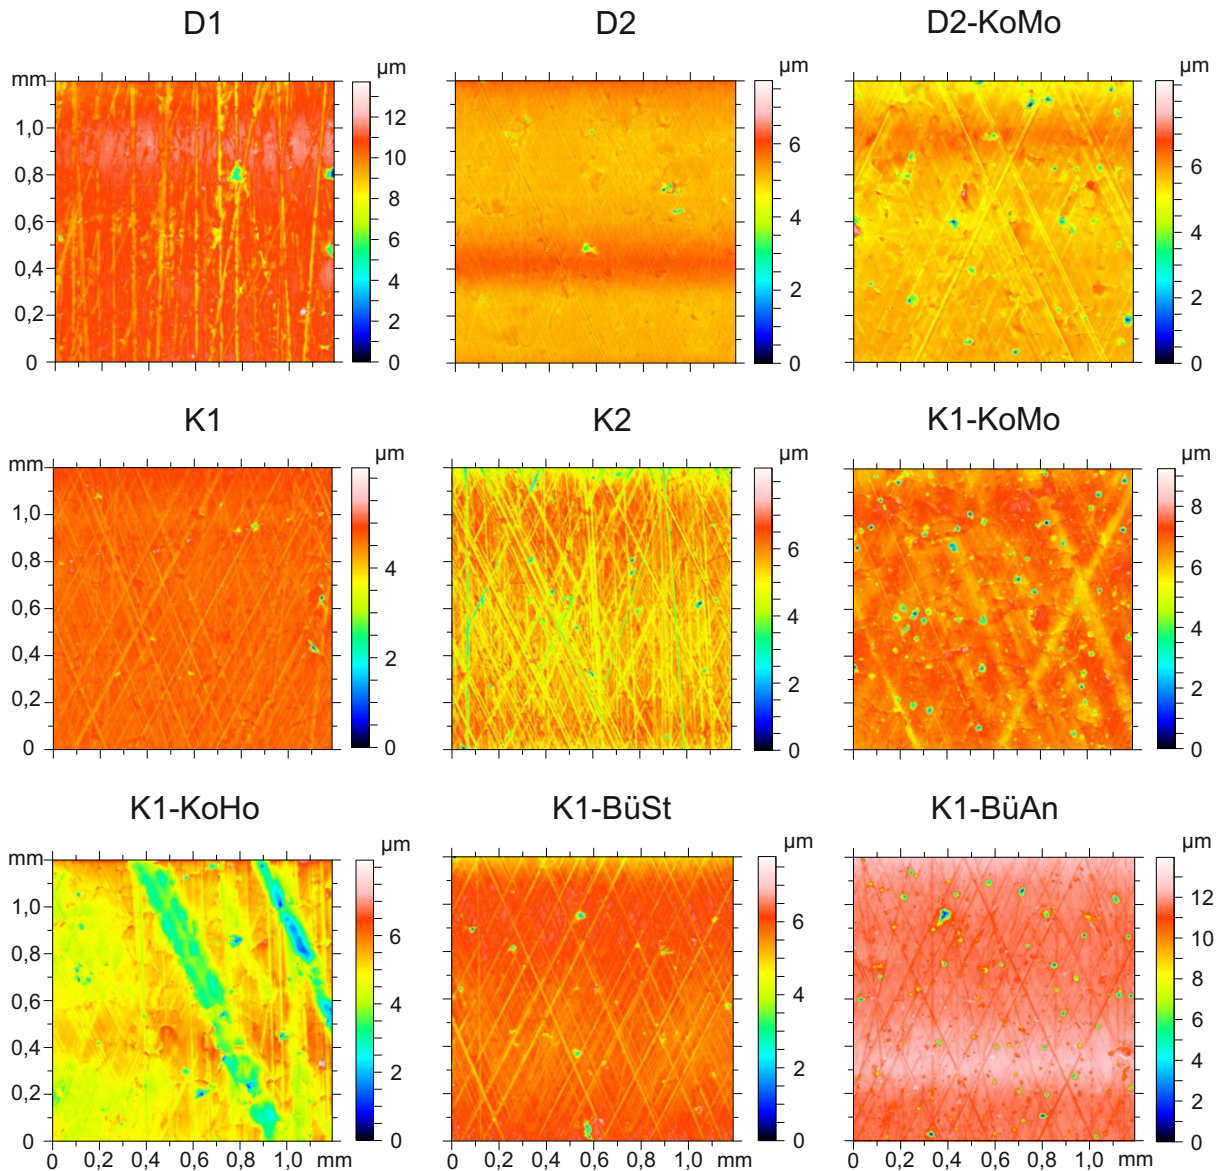 D1 D2 D2-KoMo
mm µm µm µm
1,0 12
0,8 10 6 6
0,6 8
6 4 4
0,4 4
0,2 2 2 2
0 0 0 0
K1 K2 K1-KoMo
mm µm µm µm
1,0 8
0,8 4 6
0,6 6
0,4 2 4 4
0,2 2 2
0 0 0 0
K1-KoHo K1-BüSt K1-BüAn
mm µm µm µm
1,0 12
0,8 6 6 10
0,6 4 8
0,4 4 6
0,2 2 2 4
2
0 0 0 0
0 0,2 0,4 0,6 0,8 1,0 mm 0 0,2 0,4 0,6 0,8 1,0 mm 0 0,2 0,4 0,6 0,8 1,0 mm